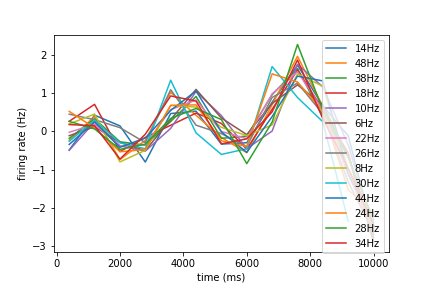 2
1
0
−1
−2
−3
firing rate (Hz)
0
2000
4000
6000
8000
10000
time (ms)
14Hz
48Hz
38Hz
18Hz
10Hz
6Hz
22Hz
26Hz
8Hz
30Hz
44Hz
24Hz
28Hz
34Hz